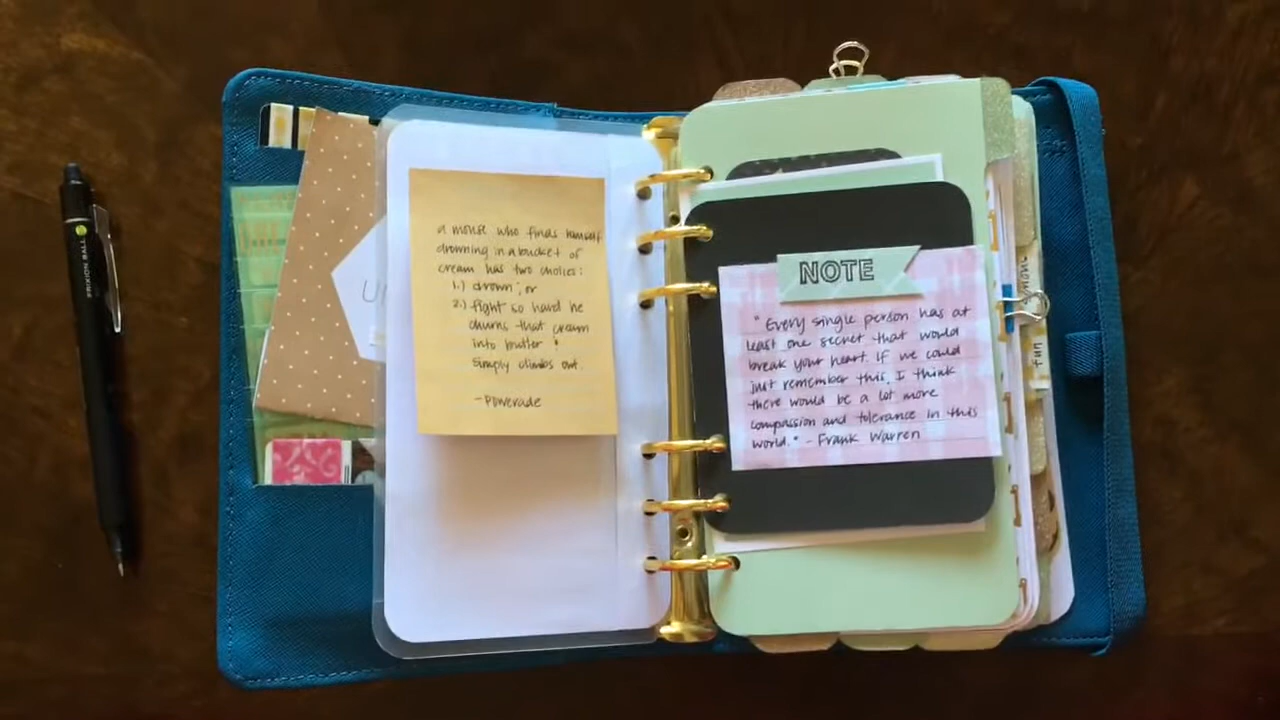 FRIXION BALL
a mouse who finds himself
drowning in a bucket of
cream has two choices:
1.) drown, or
2.) fight so hard he
churns that cream
into butter &
simply climbs out.
- Powerade
NOTE
"Every single person has at
least one secret that would
break your heart. If we could
just remember this, I think
there would be a lot more
compassion and tolerance in this
world." - Frank Warren
fun